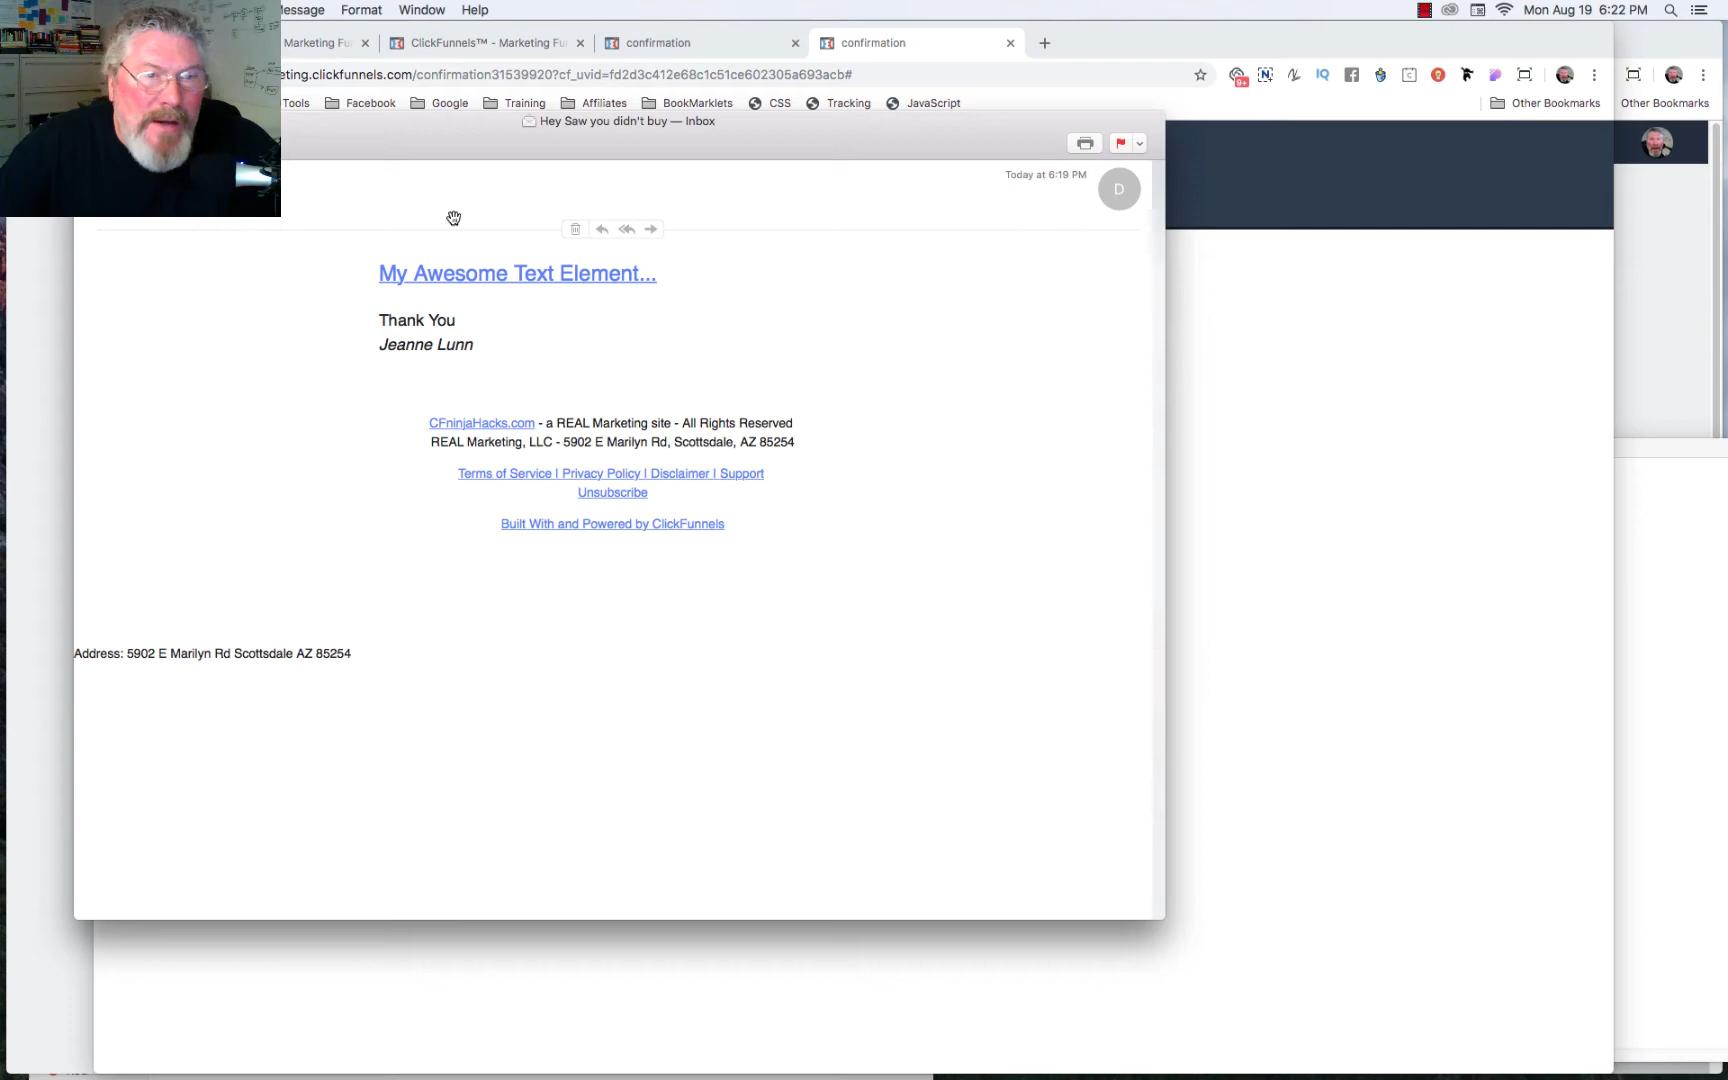 essage Format Window Help Mon Aug 19 6:22 PM
Marketing Fu ClickFunnels™ - Marketing Fu confirmation confirmation
eting.clickfunnels.com/confirmation31539920?cf_uvid=fd2d3c412e68c1c51ce602305a693acb#
9+ IQ
Tools Facebook Google Training Affiliates BookMarklets CSS Tracking JavaScript Other Bookmarks Other Bookmarks
Hey Saw you didn't buy — Inbox
Today at 6:19 PM
D
My Awesome Text Element...
Thank You
Jeanne Lunn
CFninjaHacks.com - a REAL Marketing site - All Rights Reserved
REAL Marketing, LLC - 5902 E Marilyn Rd, Scottsdale, AZ 85254
Terms of Service | Privacy Policy | Disclaimer | Support
Unsubscribe
Built With and Powered by ClickFunnels
Address: 5902 E Marilyn Rd Scottsdale AZ 85254